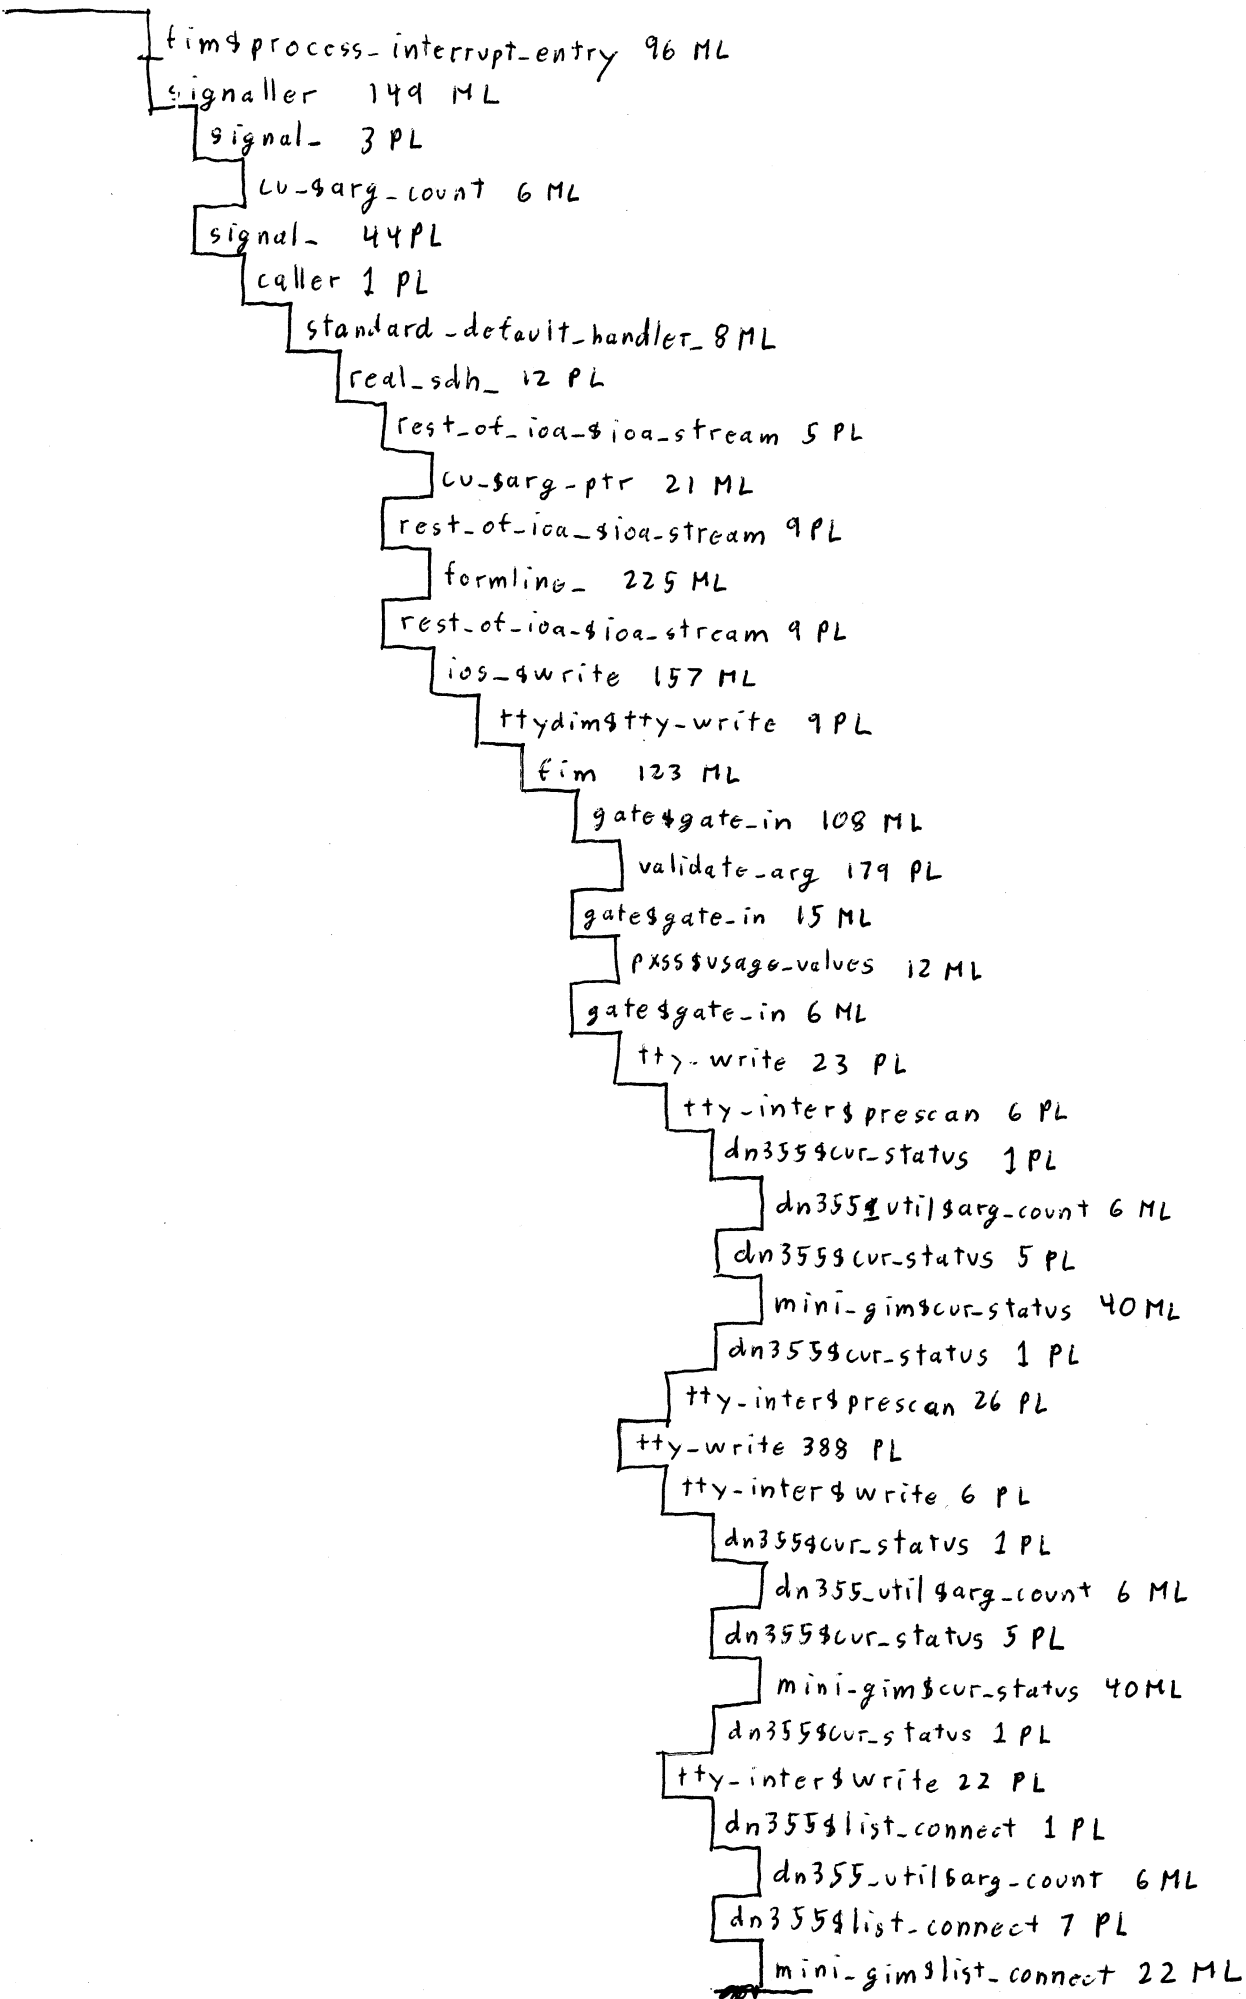 fim$process_interrupt_entry 96 ML
signaller 149 ML
signal_ 3 PL
cu_$arg_count 6 ML
signal_ 44 PL
caller 1 PL
standard_default_handler_ 8 ML
real_sdh_ 12 PL
rest_of_ioa_$ioa_stream 5 PL
cu_$arg_ptr 21 ML
rest_of_ioa_$ioa_stream 9 PL
formline_ 225 ML
rest_of_ioa_$ioa_stream 9 PL
ios_$write 157 ML
ttydim$tty_write 9 PL
fim 123 ML
gate$gate_in 108 ML
validate_arg 179 PL
gate$gate_in 15 ML
pxss$usage_values 12 ML
gate$gate_in 6 ML
tty_write 23 PL
tty_inter$prescan 6 PL
dn355$cur_status 1 PL
dn355_util$arg_count 6 ML
dn355$cur_status 5 PL
mini_gim$cur_status 40 ML
dn355$cur_status 1 PL
tty_inter$prescan 26 PL
tty_write 388 PL
tty_inter$write 6 PL
dn355$cur_status 1 PL
dn355_util$arg_count 6 ML
dn355$cur_status 5 PL
mini_gim$cur_status 40 ML
dn355$cur_status 1 PL
tty_inter$write 22 PL
dn355$list_connect 1 PL
dn355_util$arg_count 6 ML
dn355$list_connect 7 PL
mini_gim$list_connect 22 ML